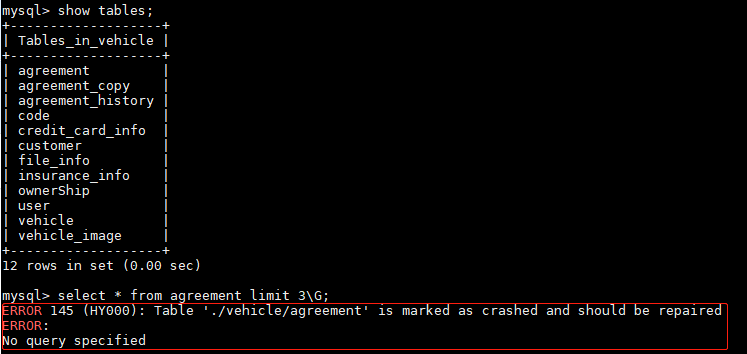 mysql> show tables;
+-------------------+
| Tables_in_vehicle |
+-------------------+
| agreement         |
| agreement_copy    |
| agreement_history |
| code              |
| credit_card_info  |
| customer          |
| file_info         |
| insurance_info    |
| ownerShip         |
| user              |
| vehicle           |
| vehicle_image     |
+-------------------+
12 rows in set (0.00 sec)

mysql> select * from agreement limit 3\G;
ERROR 145 (HY000): Table './vehicle/agreement' is marked as crashed and should be repaired
ERROR:
No query specified